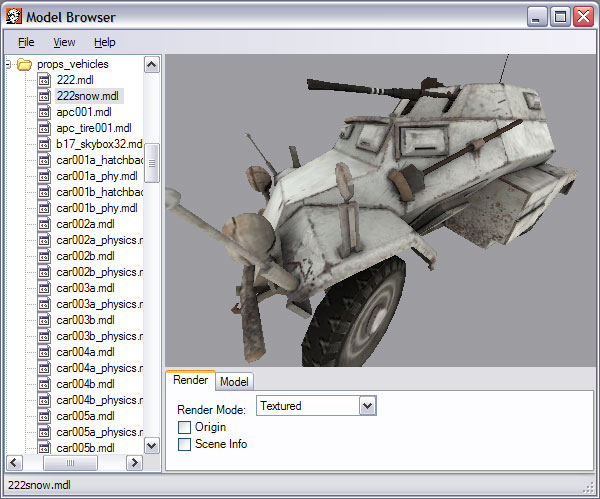 Model Browser
File View Help
props_vehicles
222.mdl
222snow.mdl
apc001.mdl
apc_tire001.mdl
b17_skybox32.md
car001a_hatchbac
car001a_phy.mdl
car001b_hatchbac
car001b_phy.mdl
car002a.mdl
car002a_physics.m
car002b.mdl
car002b_physics.m
car003a.mdl
car003a_physics.m
car003b.mdl
car003b_physics.m
car004a.mdl
car004a_physics.m
car004b.mdl
car004b_physics.m
car005a.mdl
car005a_physics.m
car005b.mdl
Render Model
Render Mode: Textured
Origin
Scene Info
222snow.mdl